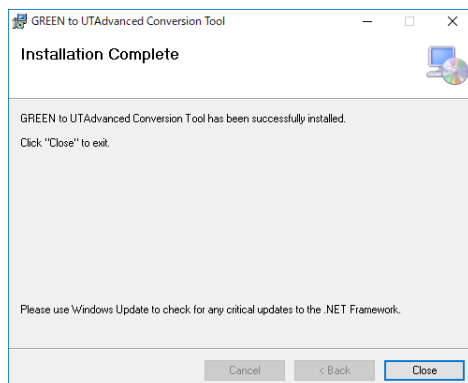 GREEN to UTAdvanced Conversion Tool
Installation Complete
GREEN to UTAdvanced Conversion Tool has been successfully installed.
Click "Close" to exit.
Please use Windows Update to check for any critical updates to the .NET Framework.
Cancel
< Back
Close